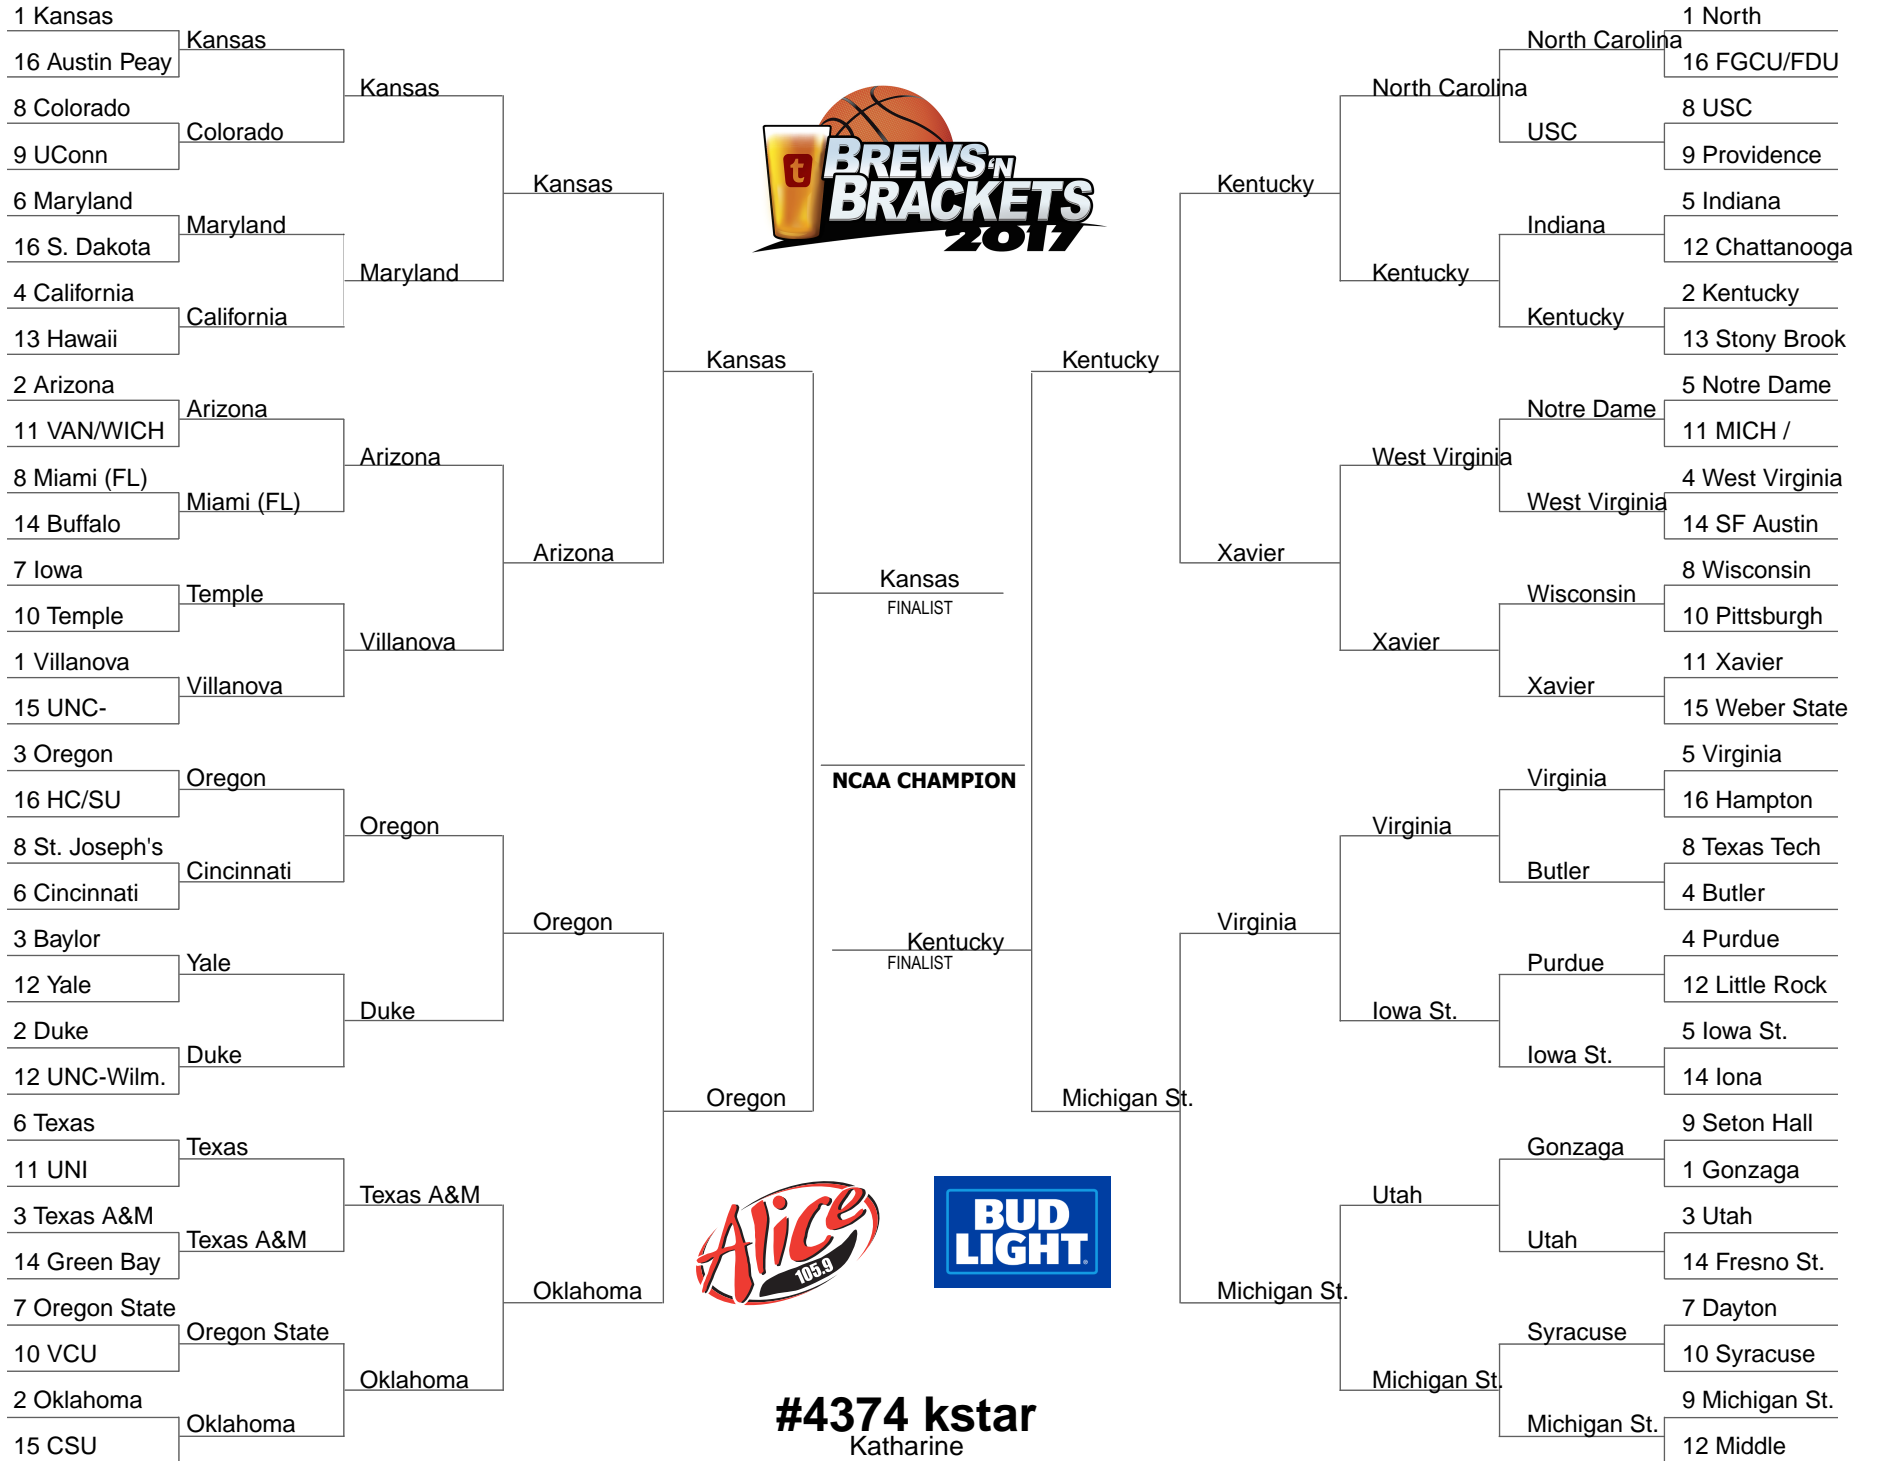 1 Kansas
16 Austin Peay
8 Colorado
9 UConn
6 Maryland
16 S. Dakota
4 California
13 Hawaii
2 Arizona
11 VAN/WICH
8 Miami (FL)
14 Buffalo
7 Iowa
10 Temple
1 Villanova
15 UNC-
3 Oregon
16 HC/SU
8 St. Joseph's
6 Cincinnati
3 Baylor
12 Yale
2 Duke
12 UNC-Wilm.
6 Texas
11 UNI
3 Texas A&M
14 Green Bay
7 Oregon State
10 VCU
2 Oklahoma
15 CSU
Kansas
Colorado
Maryland
California
Arizona
Miami (FL)
Temple
Villanova
Oregon
Cincinnati
Yale
Duke
Texas
Texas A&M
Oregon State
Oklahoma
Kansas
Maryland
Arizona
Villanova
Oregon
Duke
Texas A&M
Oklahoma
Kansas
Arizona
Oregon
Oklahoma
Kansas
Oregon
t
BREWS 'N
BRACKETS
2017
Kansas
FINALIST
NCAA CHAMPION
Kentucky
FINALIST
Alice
105.9
BUD
LIGHT
#4374 kstar
Katharine
Kentucky
Michigan St.
Kentucky
Xavier
Virginia
Michigan St.
North Carolina
Kentucky
West Virginia
Xavier
Virginia
Iowa St.
Utah
Michigan St.
North Carolina
USC
Indiana
Kentucky
Notre Dame
West Virginia
Wisconsin
Xavier
Virginia
Butler
Purdue
Iowa St.
Gonzaga
Utah
Syracuse
Michigan St.
1 North
16 FGCU/FDU
8 USC
9 Providence
5 Indiana
12 Chattanooga
2 Kentucky
13 Stony Brook
5 Notre Dame
11 MICH /
4 West Virginia
14 SF Austin
8 Wisconsin
10 Pittsburgh
11 Xavier
15 Weber State
5 Virginia
16 Hampton
8 Texas Tech
4 Butler
4 Purdue
12 Little Rock
5 Iowa St.
14 Iona
9 Seton Hall
1 Gonzaga
3 Utah
14 Fresno St.
7 Dayton
10 Syracuse
9 Michigan St.
12 Middle